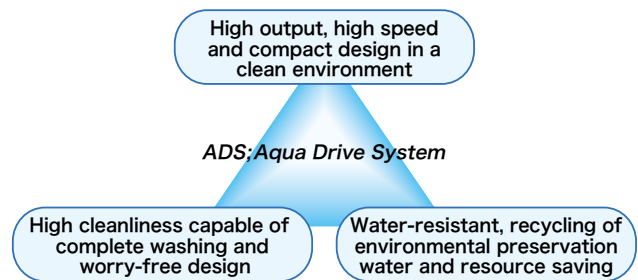 High output, high speed
and compact design in a
clean environment
ADS;Aqua Drive System
High cleanliness capable of
complete washing and
worry-free design
Water-resistant, recycling of
environmental preservation
water and resource saving